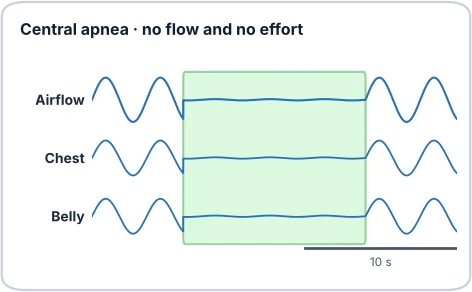 Central apnea · no flow and no effort
Airflow
Chest
Belly
10 s